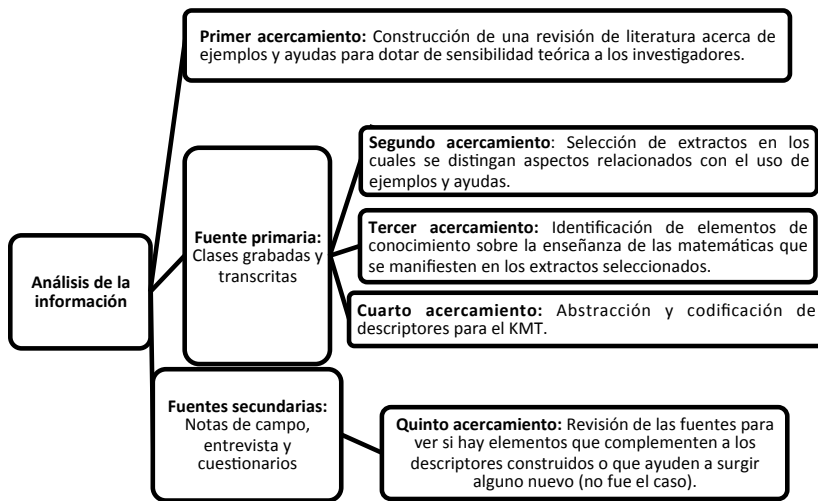 Primer acercamiento: Construcción de una revisión de literatura acerca de
ejemplos y ayudas para dotar de sensibilidad teórica a los investigadores.
Segundo acercamiento: Selección de extractos en los
cuales se distingan aspectos relacionados con el uso de
ejemplos y ayudas.
Fuente primaria:
Clases grabadas y
transcritas
Tercer acercamiento: Identificación de elementos de
conocimiento sobre la enseñanza de las matemáticas que
se manifiesten en los extractos seleccionados.
Análisis de la
información
Cuarto acercamiento: Abstracción y codificación de
descriptores para el KMT.
Fuentes secundarias:
Notas de campo,
entrevista y
cuestionarios
Quinto acercamiento: Revisión de las fuentes para
ver si hay elementos que complementen a los
descriptores construidos o que ayuden a surgir
alguno nuevo (no fue el caso).